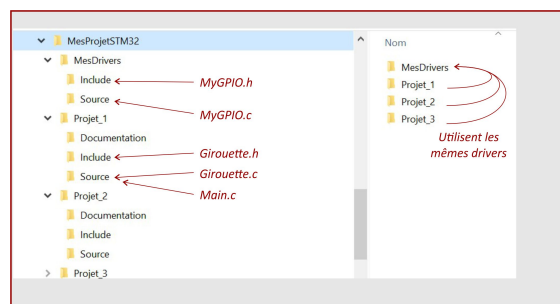 MesProjetSTM32
MesDrivers
Include
MyGPIO.h
Source
MyGPIO.c
Projet_1
Documentation
Include
Girouette.h
Source
Girouette.c
Main.c
Projet_2
Documentation
Include
Source
Projet_3
Nom
MesDrivers
Projet_1
Projet_2
Projet_3
Utilisent les
mêmes drivers